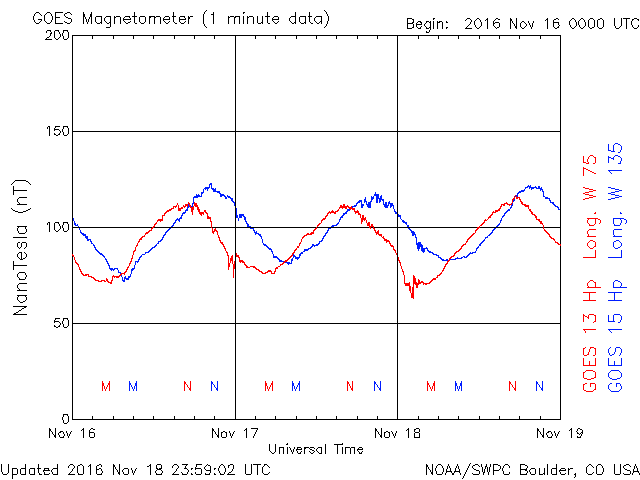 GOES Magnetometer (1 minute data)
Begin: 2016 Nov 16 0000 UTC
200
150
100
50
0
NanoTesla (nT)
M M N N M M N N M M N N
Nov 16 Nov 17 Nov 18 Nov 19
Universal Time
GOES 13 Hp Long. W 75
GOES 15 Hp Long. W 135
Updated 2016 Nov 18 23:59:02 UTC
NOAA/SWPC Boulder, CO USA